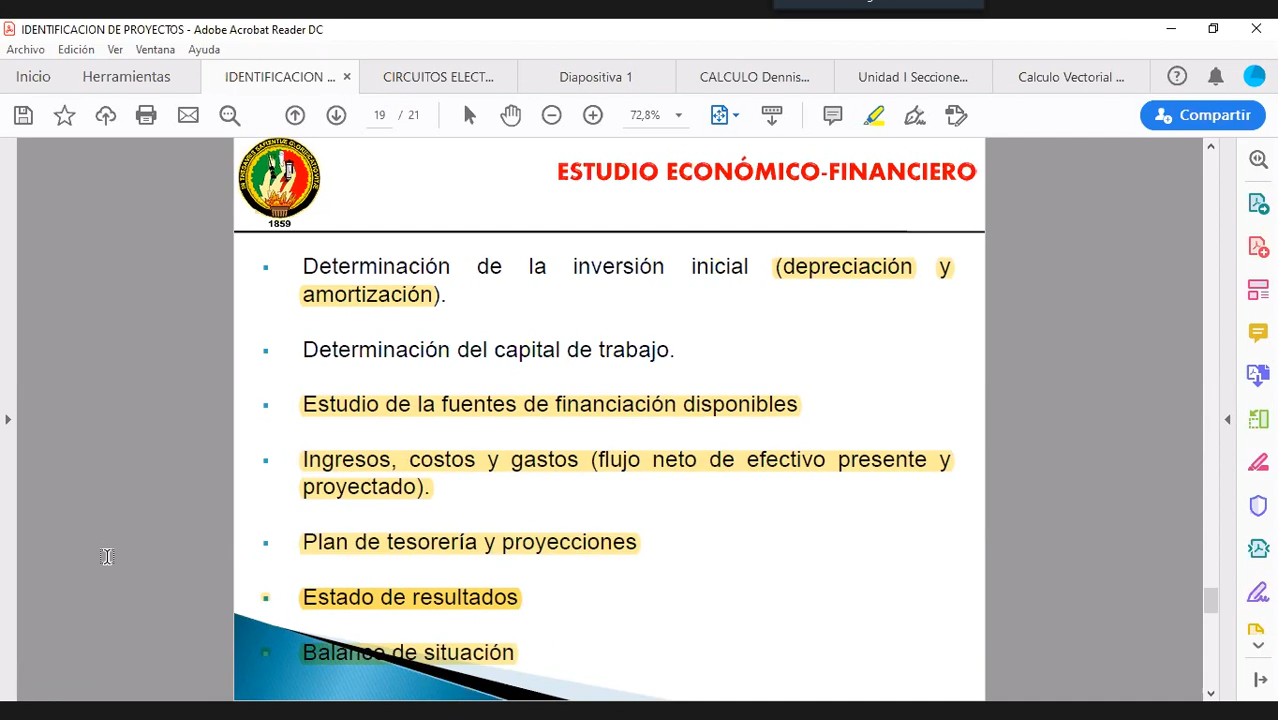 IDENTIFICACION DE PROYECTOS - Adobe Acrobat Reader DC
Archivo Edición Ver Ventana Ayuda
Inicio Herramientas IDENTIFICACION ... × CIRCUITOS ELECT... Diapositiva 1 CALCULO Dennis... Unidad I Seccione... Calculo Vectorial ...
19 / 21 72,8% Compartir
ESTUDIO ECONÓMICO-FINANCIERO
1859
▪ Determinación de la inversión inicial (depreciación y
amortización).
▪ Determinación del capital de trabajo.
▪ Estudio de la fuentes de financiación disponibles
▪ Ingresos, costos y gastos (flujo neto de efectivo presente y
proyectado).
▪ Plan de tesorería y proyecciones
▪ Estado de resultados
▪ Balance de situación